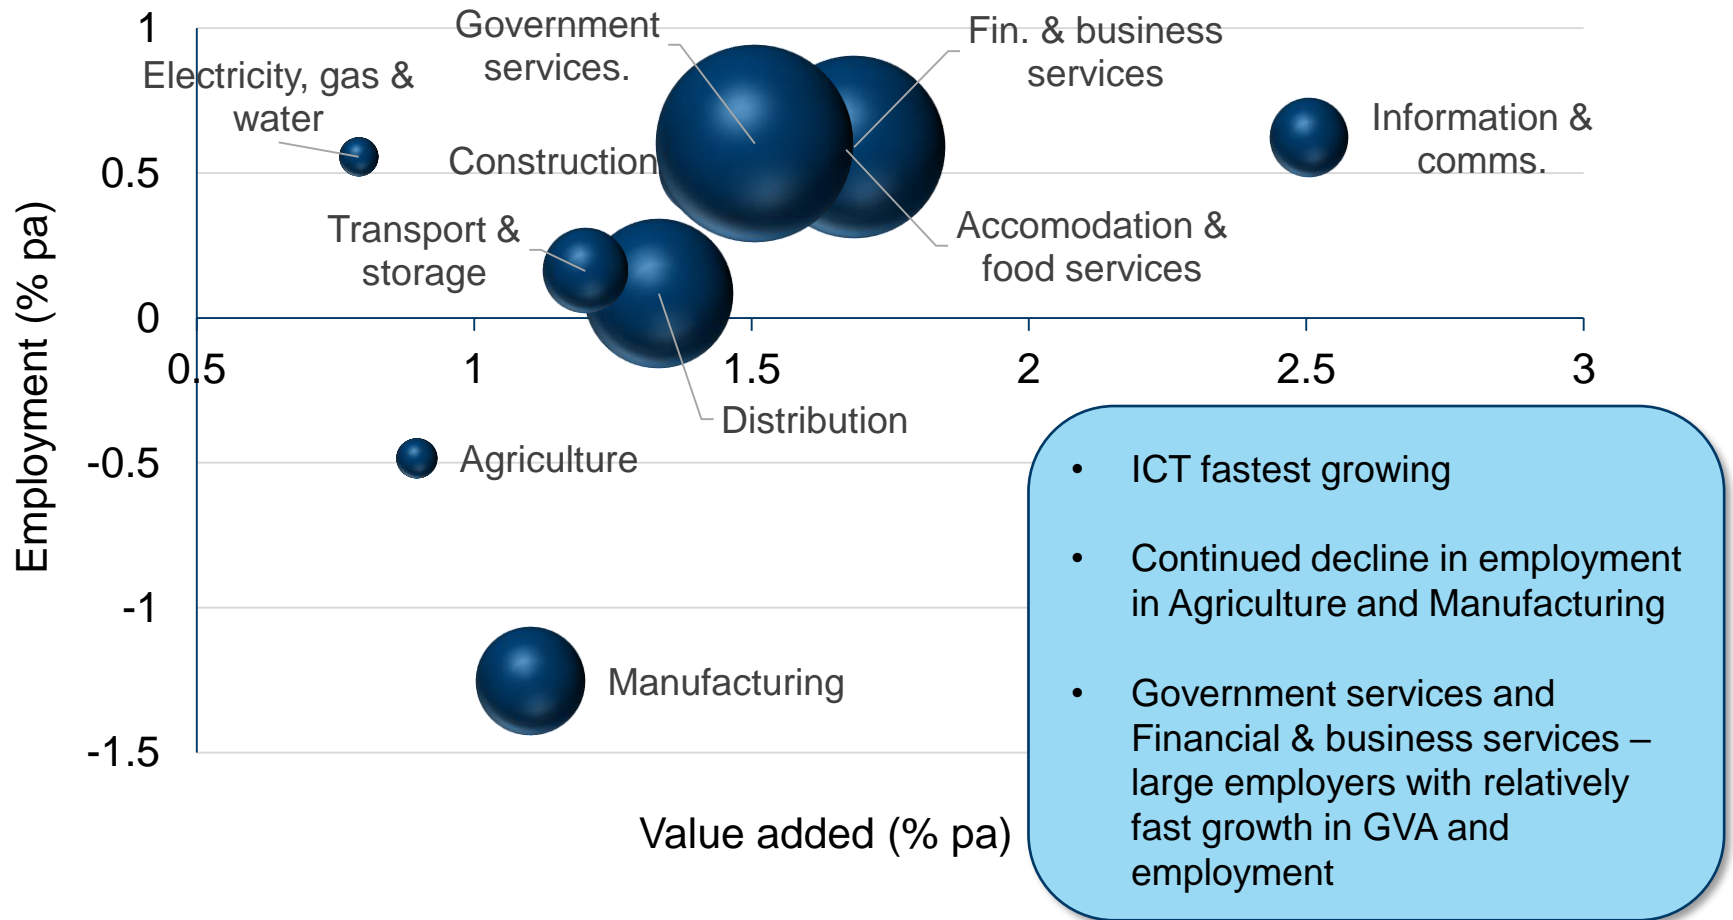 1
Government
services.
Fin. & business
services
Electricity, gas &
water
Information &
comms.
Construction
0.5
Transport &
storage
Accomodation &
food services
0
0.5
1
1.5
2
2.5
3
Employment (% pa)
Distribution
-0.5
Agriculture
-1
Manufacturing
-1.5
Value added (% pa)
• ICT fastest growing
• Continued decline in employment
in Agriculture and Manufacturing
• Government services and
Financial & business services –
large employers with relatively
fast growth in GVA and
employment